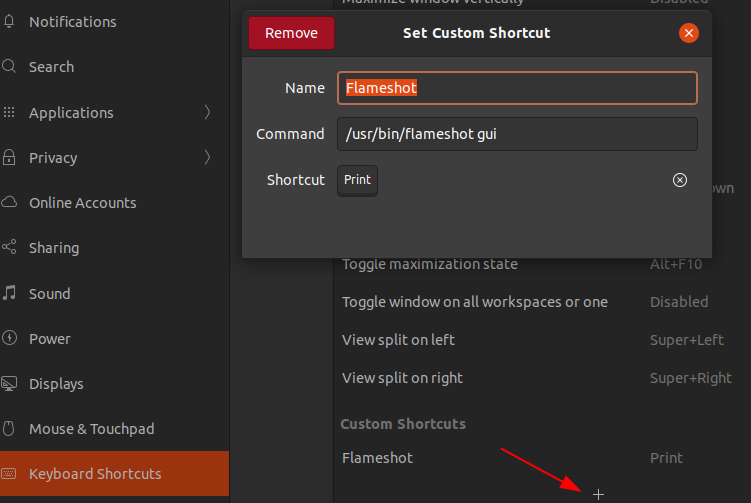 Notifications
Search
Applications
Privacy
Online Accounts
Sharing
Sound
Power
Displays
Mouse & Touchpad
Keyboard Shortcuts
Maximize window vertically Disabled
Remove Set Custom Shortcut
Name Flameshot
Command /usr/bin/flameshot gui
Shortcut Print
Toggle maximization state Alt+F10
Toggle window on all workspaces or one Disabled
View split on left Super+Left
View split on right Super+Right
Custom Shortcuts
Flameshot Print